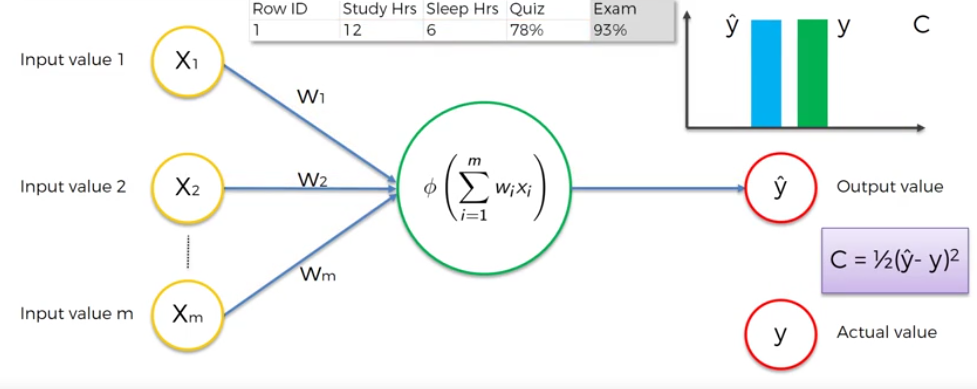 Row ID Study Hrs Sleep Hrs Quiz Exam
1 12 6 78% 93%
ŷ y C
Input value 1 X₁ W₁
Input value 2 X₂ W₂
ϕ(∑ᵢ₌₁ᵐ wᵢxᵢ)
ŷ Output value
C = ½(ŷ- y)²
Wm
Input value m Xm
y Actual value